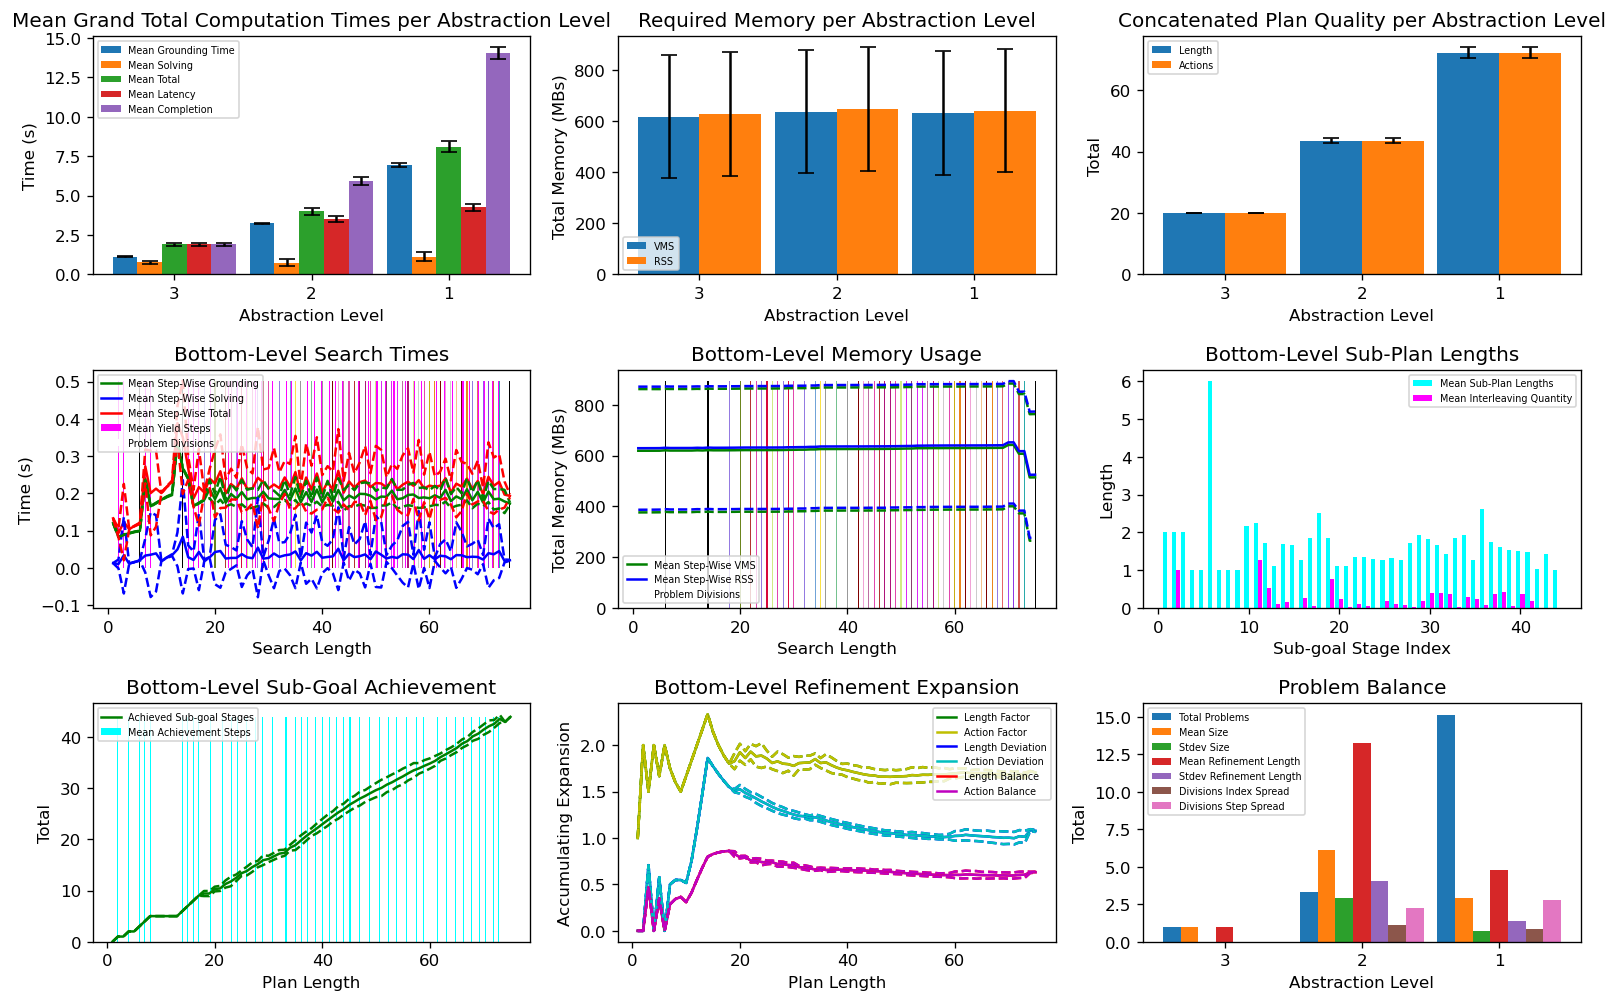 Mean Grand Total Computation Times per Abstraction Level
Time (s)
15.0
12.5
10.0
7.5
5.0
2.5
0.0
Mean Grounding Time
Mean Solving
Mean Total
Mean Latency
Mean Completion
3 2 1
Abstraction Level
Required Memory per Abstraction Level
Total Memory (MBs)
800
600
400
200
0
VMS
RSS
3 2 1
Abstraction Level
Concatenated Plan Quality per Abstraction Level
Total
60
40
20
0
Length
Actions
3 2 1
Abstraction Level
Bottom-Level Search Times
Time (s)
0.5
0.4
0.3
0.2
0.1
0.0
−0.1
Mean Step-Wise Grounding
Mean Step-Wise Solving
Mean Step-Wise Total
Mean Yield Steps
Problem Divisions
0 20 40 60
Search Length
Bottom-Level Memory Usage
Total Memory (MBs)
800
600
400
200
0
Mean Step-Wise VMS
Mean Step-Wise RSS
Problem Divisions
0 20 40 60
Search Length
Bottom-Level Sub-Plan Lengths
Length
6
5
4
3
2
1
0
Mean Sub-Plan Lengths
Mean Interleaving Quantity
0 10 20 30 40
Sub-goal Stage Index
Bottom-Level Sub-Goal Achievement
Total
40
30
20
10
0
Achieved Sub-goal Stages
Mean Achievement Steps
0 20 40 60
Plan Length
Bottom-Level Refinement Expansion
Accumulating Expansion
2.0
1.5
1.0
0.5
0.0
Length Factor
Action Factor
Length Deviation
Action Deviation
Length Balance
Action Balance
0 20 40 60
Plan Length
Problem Balance
Total
15.0
12.5
10.0
7.5
5.0
2.5
0.0
Total Problems
Mean Size
Stdev Size
Mean Refinement Length
Stdev Refinement Length
Divisions Index Spread
Divisions Step Spread
3 2 1
Abstraction Level